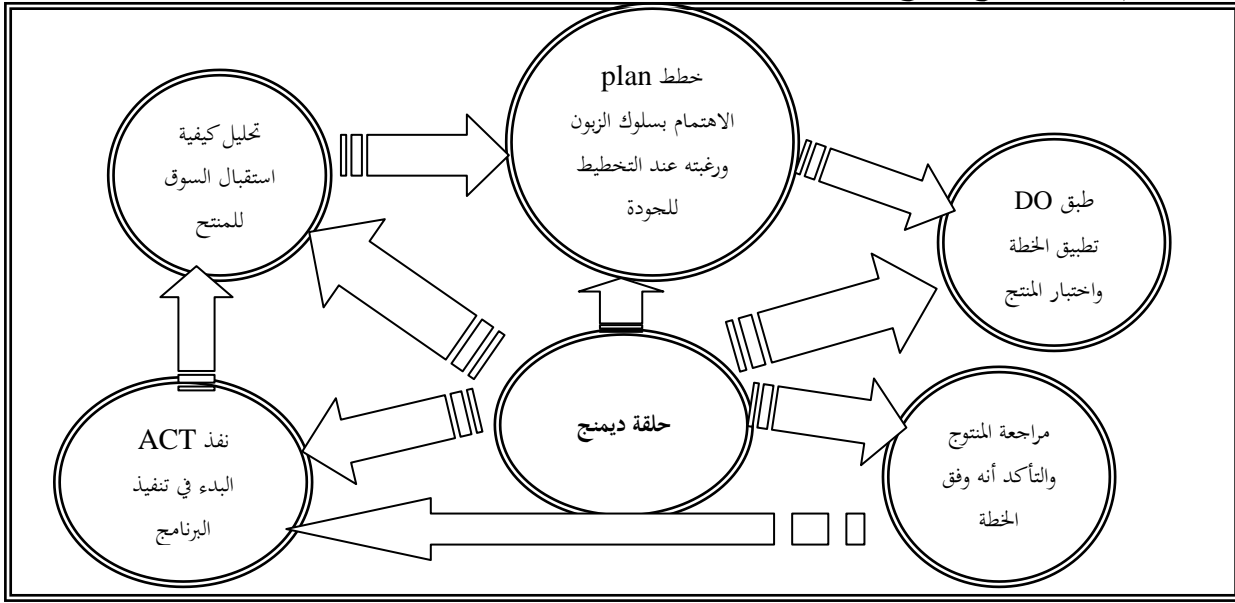 خطط plan
الاهتمام بسلوك الزبون
ورغبته عند التخطيط
للجودة
تحليل كيفية
استقبال السوق
للمنتح
طبق DO
تطبيق الخطة
واختبار المنتج
حلقة ديمنج
مراجعة المنتوج
والتأكد أنه وفق
الخطة
نفذ ACT
البدء في تنفيذ
البرنامج